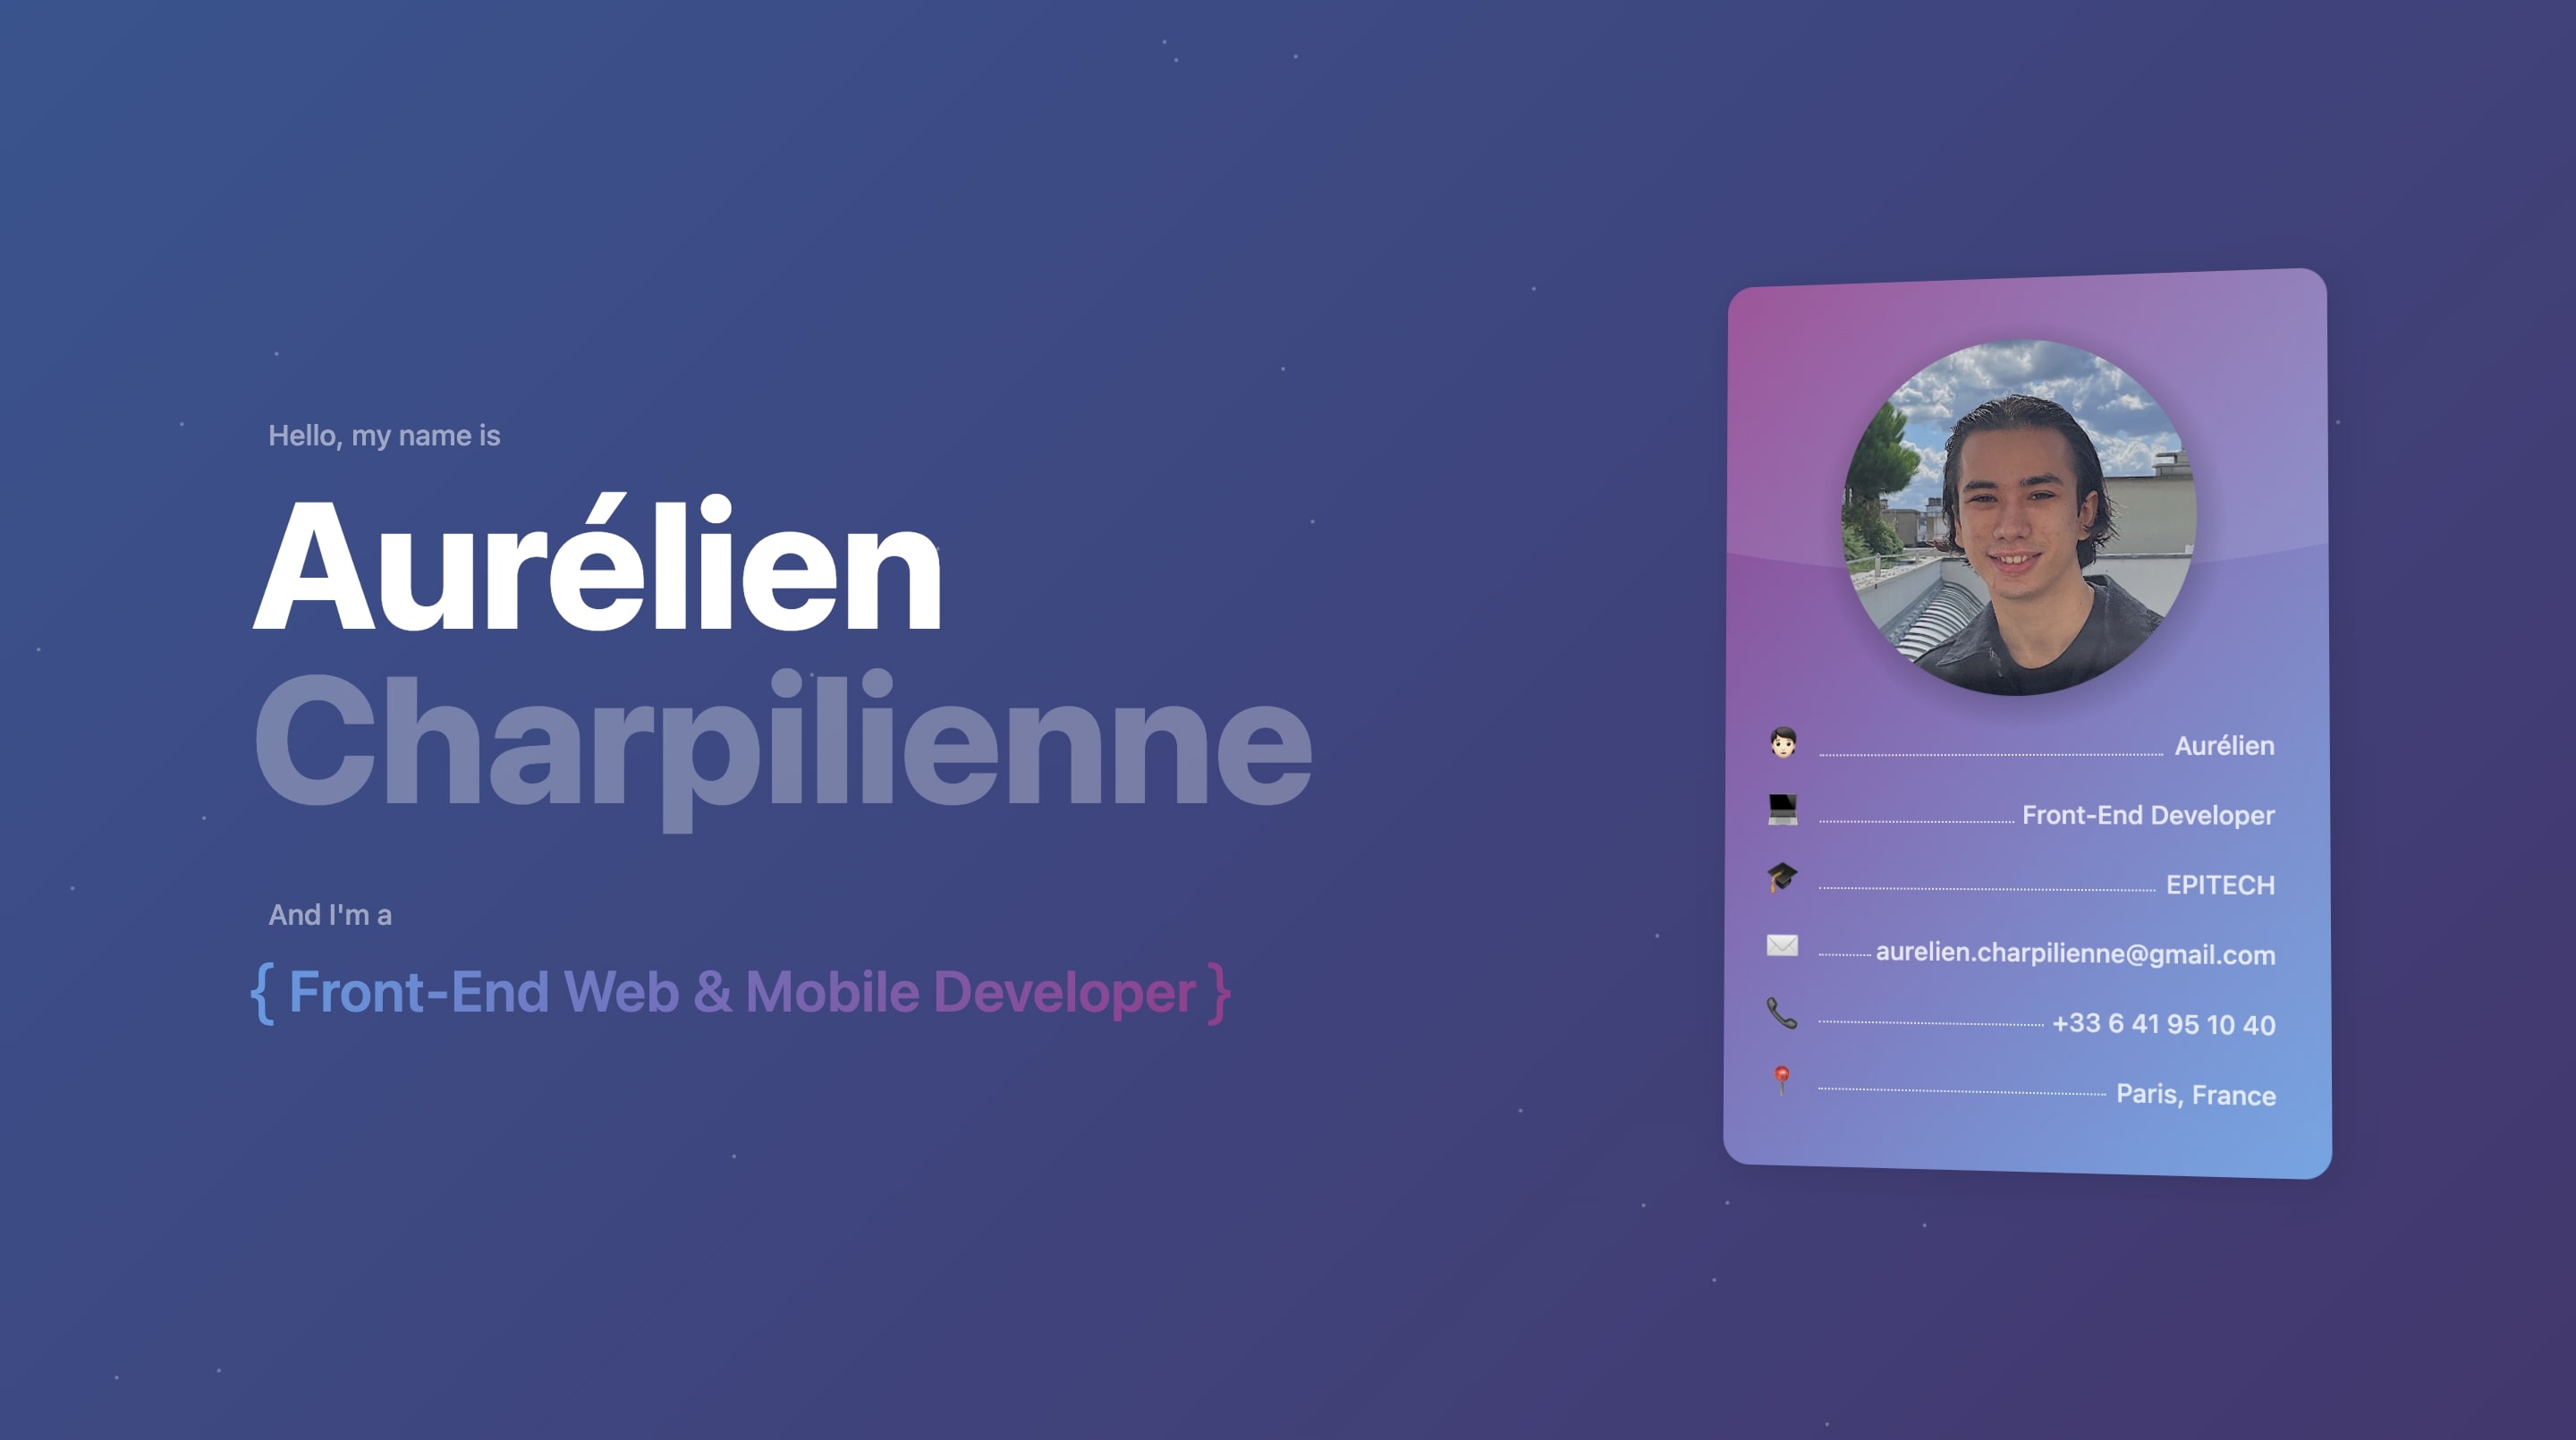 Hello, my name is
Aurélien
Charpilienne
And I'm a
{ Front-End Web & Mobile Developer }
Aurélien
Front-End Developer
EPITECH
aurelien.charpilienne@gmail.com
+33 6 41 95 10 40
Paris, France